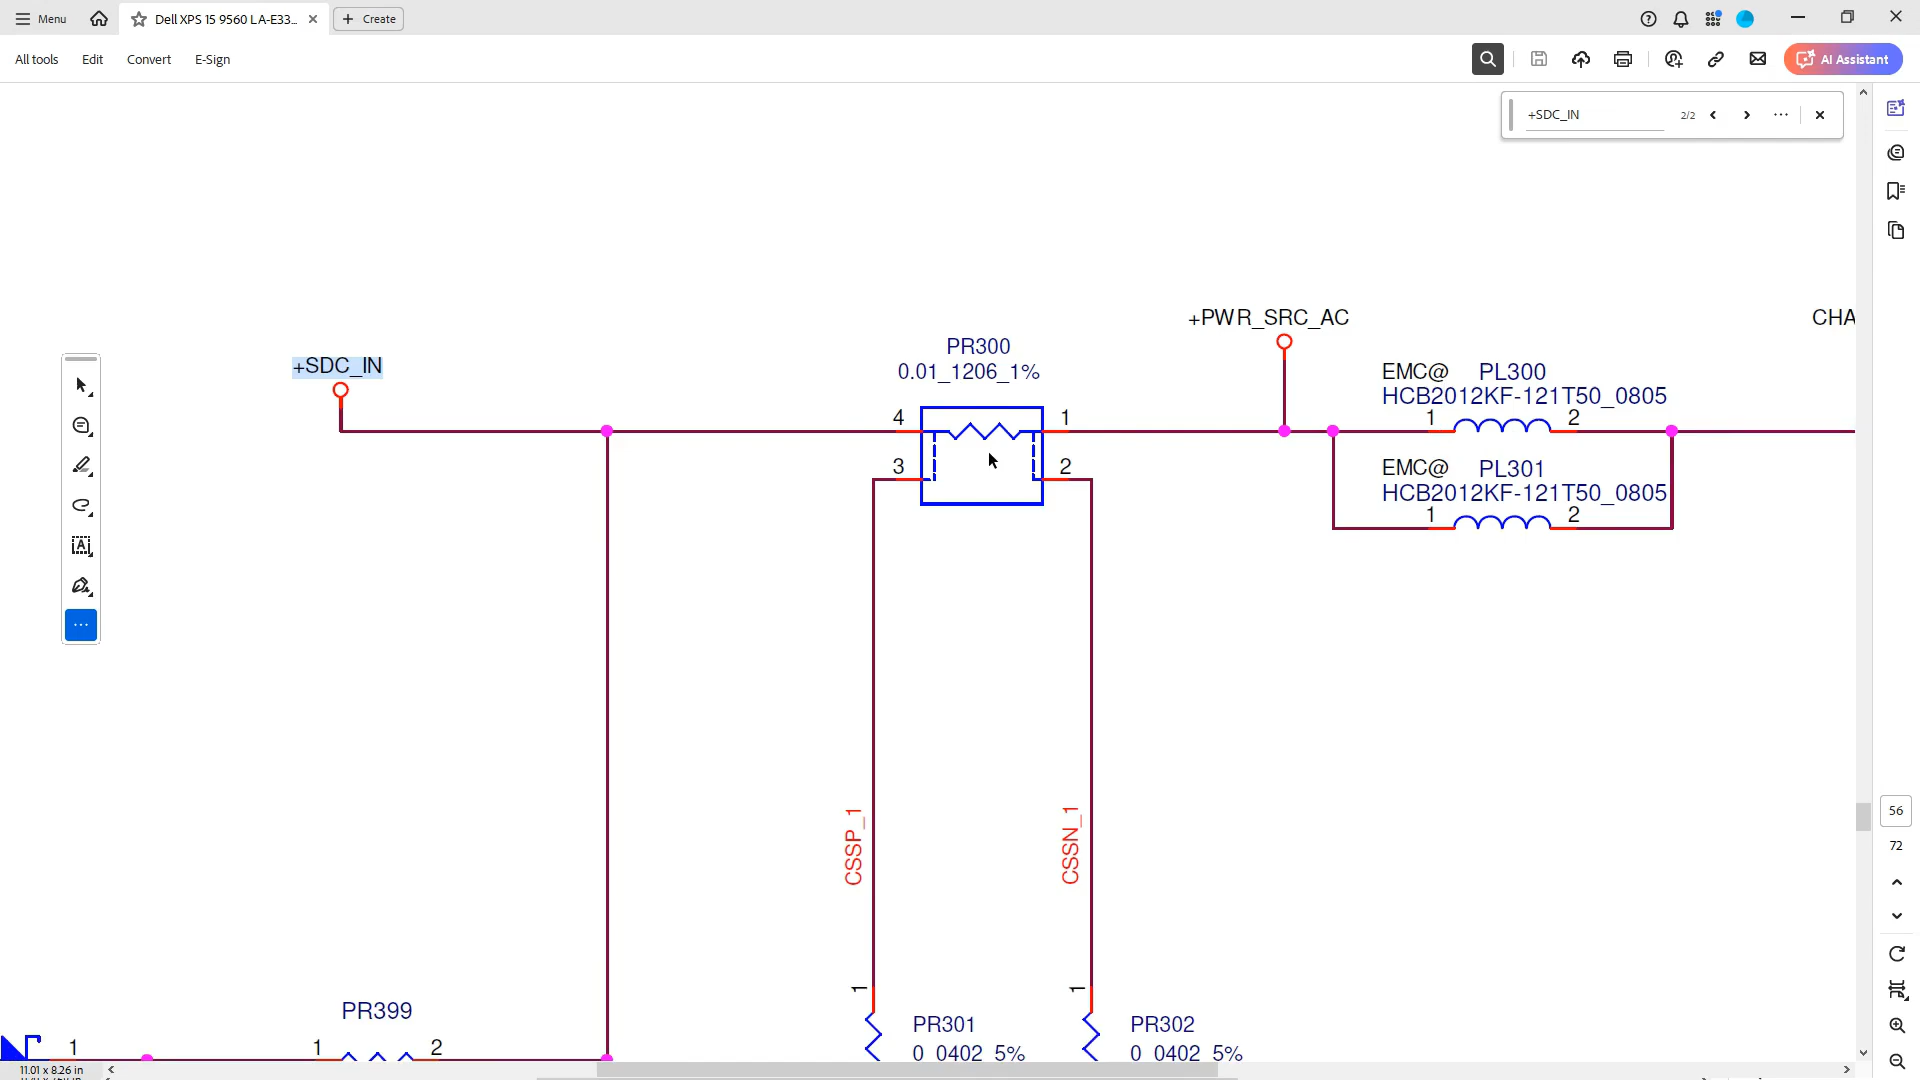 Menu
Dell XPS 15 9560 LA-E33...
Create
All tools
Edit
Convert
E-Sign
AI Assistant
+SDC_IN
2/2
+PWR_SRC_AC
CHA
PR300
0.01_1206_1%
+SDC_IN
EMC@ PL300
HCB2012KF-121T50_0805
4
1
1
2
3
2
EMC@ PL301
HCB2012KF-121T50_0805
1
2
CSSP_1
CSSN_1
56
72
1
1
PR399
PR301
PR302
0_0402_5%
0_0402_5%
1
1
2
11.01 x 8.26 in